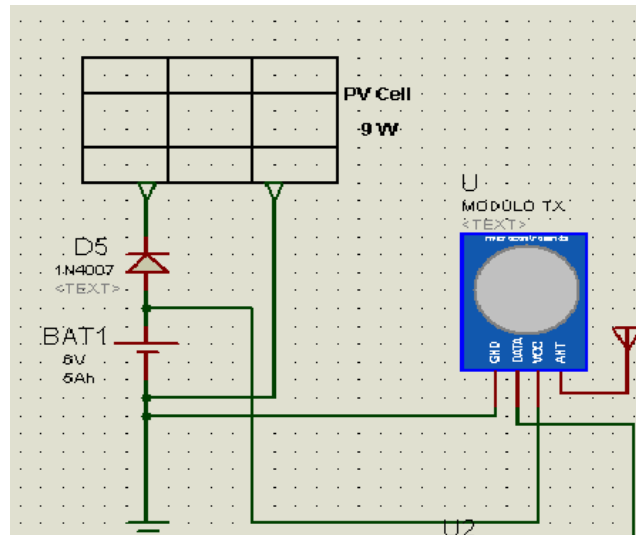 PV Cell
9 W
U
MODULO TX
<TEXT>
D5
1N4007
<TEXT>
BAT1
6V
5Ah
GND
DATA
VCC
ANT
U2